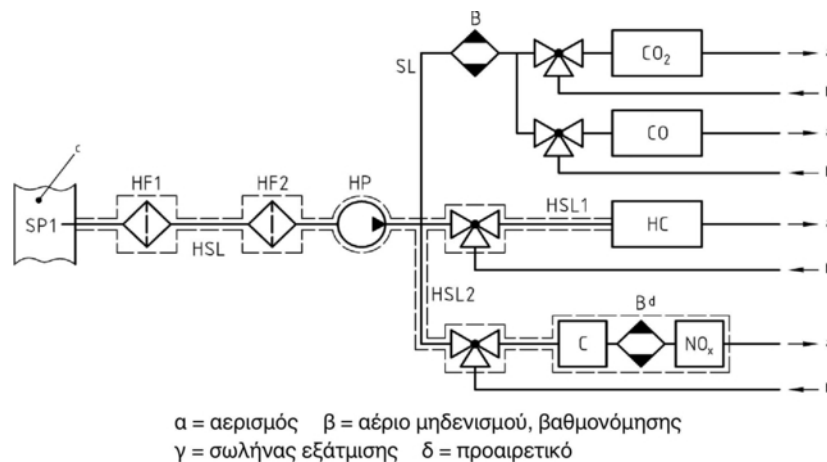 B
SL
CO₂
a
CO
a
c
HF1
HF2
HP
SP1
HSL
HSL1
HC
a
HSL2
B d
C
NOₓ
a
α = αερισμός β = αέριο μηδενισμού, βαθμονόμησης
γ = σωλήνας εξάτμισης δ = προαιρετικό